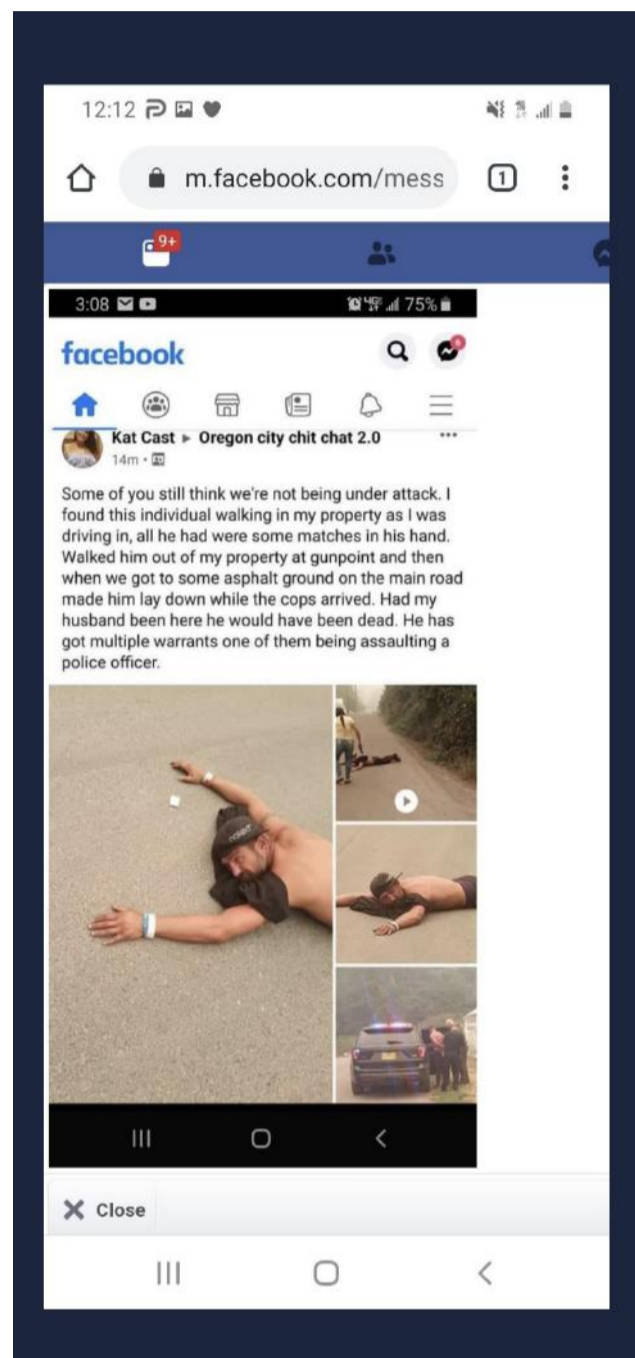 12:12
m.facebook.com/mess
1
9+
3:08
75%
facebook
6
Kat Cast ▸ Oregon city chit chat 2.0
14m
Some of you still think we're not being under attack. I
found this individual walking in my property as I was
driving in, all he had were some matches in his hand.
Walked him out of my property at gunpoint and then
when we got to some asphalt ground on the main road
made him lay down while the cops arrived. Had my
husband been here he would have been dead. He has
got multiple warrants one of them being assaulting a
police officer.
Close